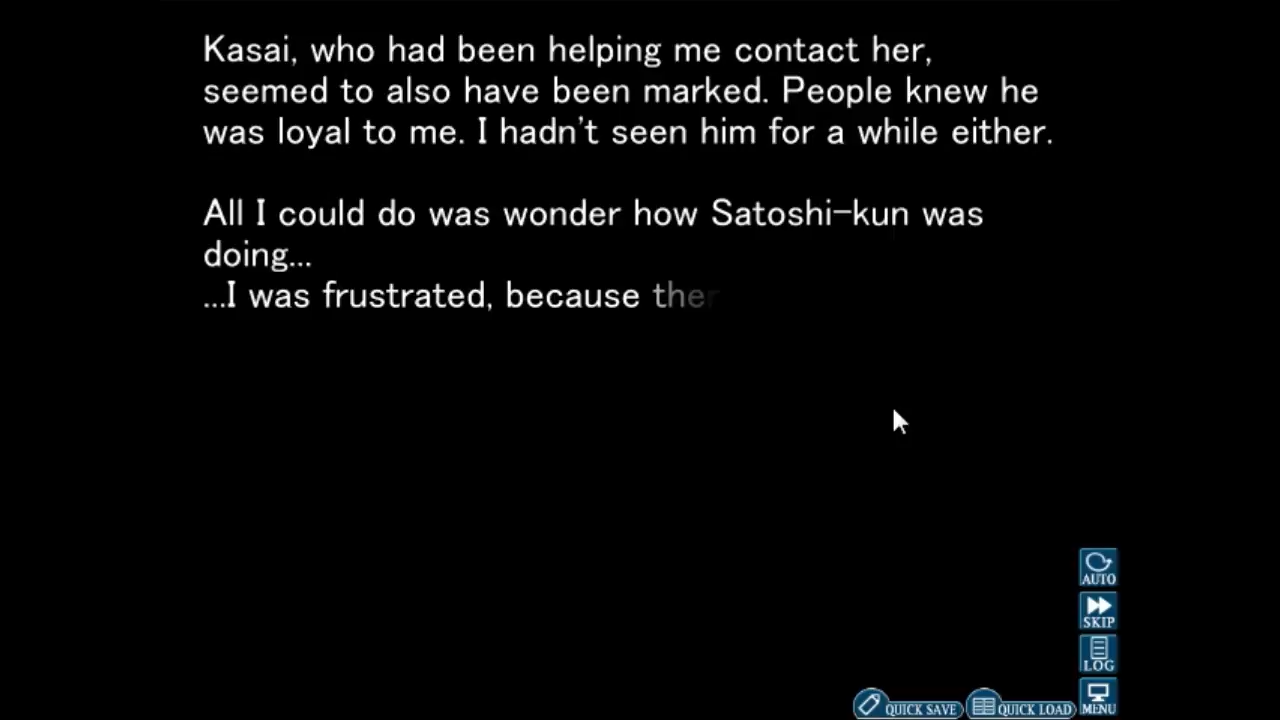 Kasai, who had been helping me contact her,
seemed to also have been marked. People knew he
was loyal to me. I hadn't seen him for a while either.
All I could do was wonder how Satoshi-kun was
doing...
...I was frustrated, because ther
AUTO
SKIP
LOG
MENU
QUICK SAVE
QUICK LOAD